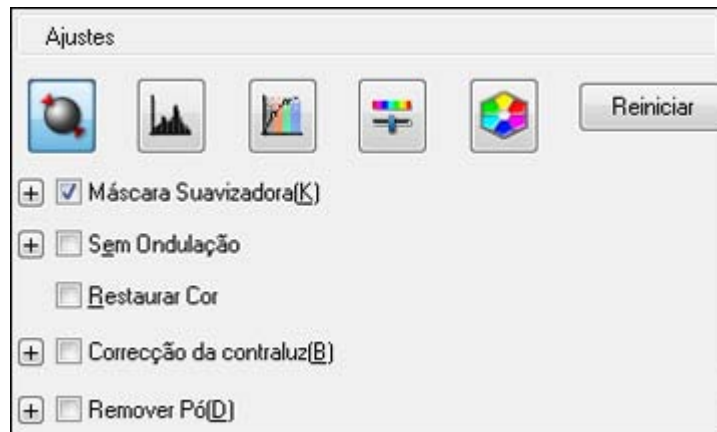 Ajustes
Reiniciar
Máscara Suavizadora(K)
Sem Ondulação
Restaurar Cor
Correcção da contraluz(B)
Remover Pó(D)